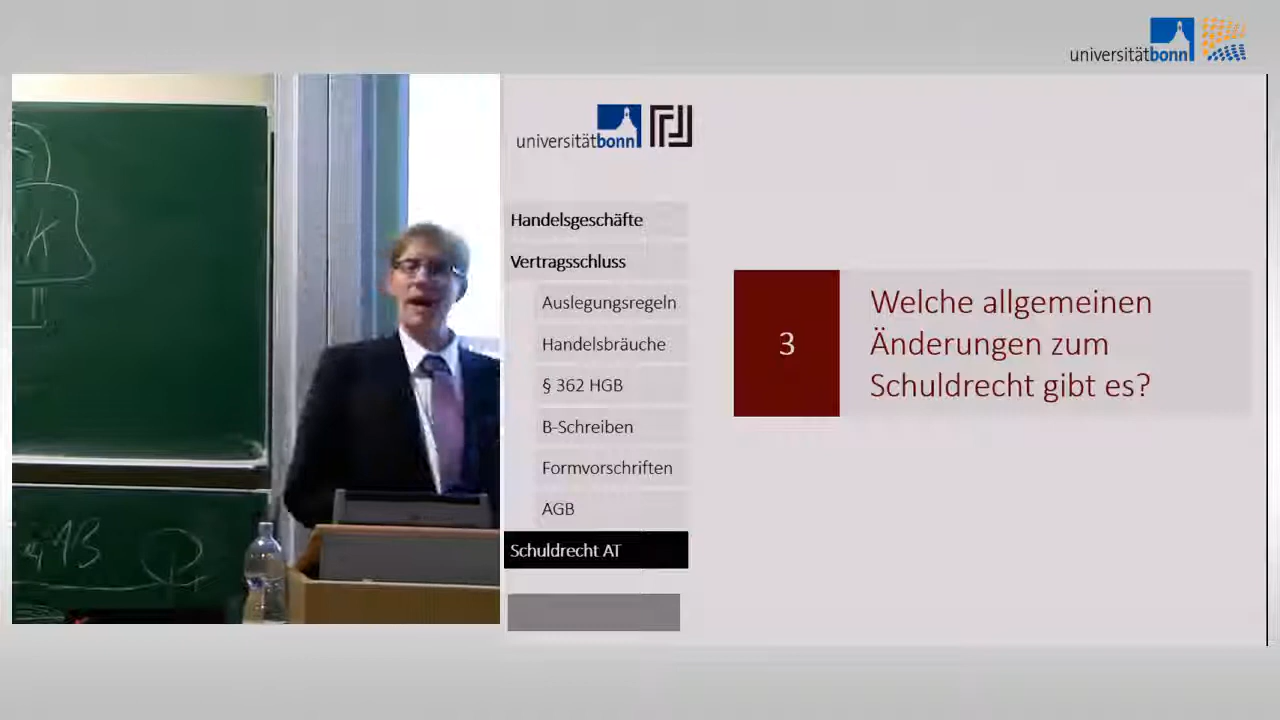 universitätbonn
universitätbonn
Handelsgeschäfte
Vertragsschluss
Auslegungsregeln
Handelsbräuche
§ 362 HGB
B-Schreiben
Formvorschriften
AGB
Schuldrecht AT
3
Welche allgemeinen
Änderungen zum
Schuldrecht gibt es?
K